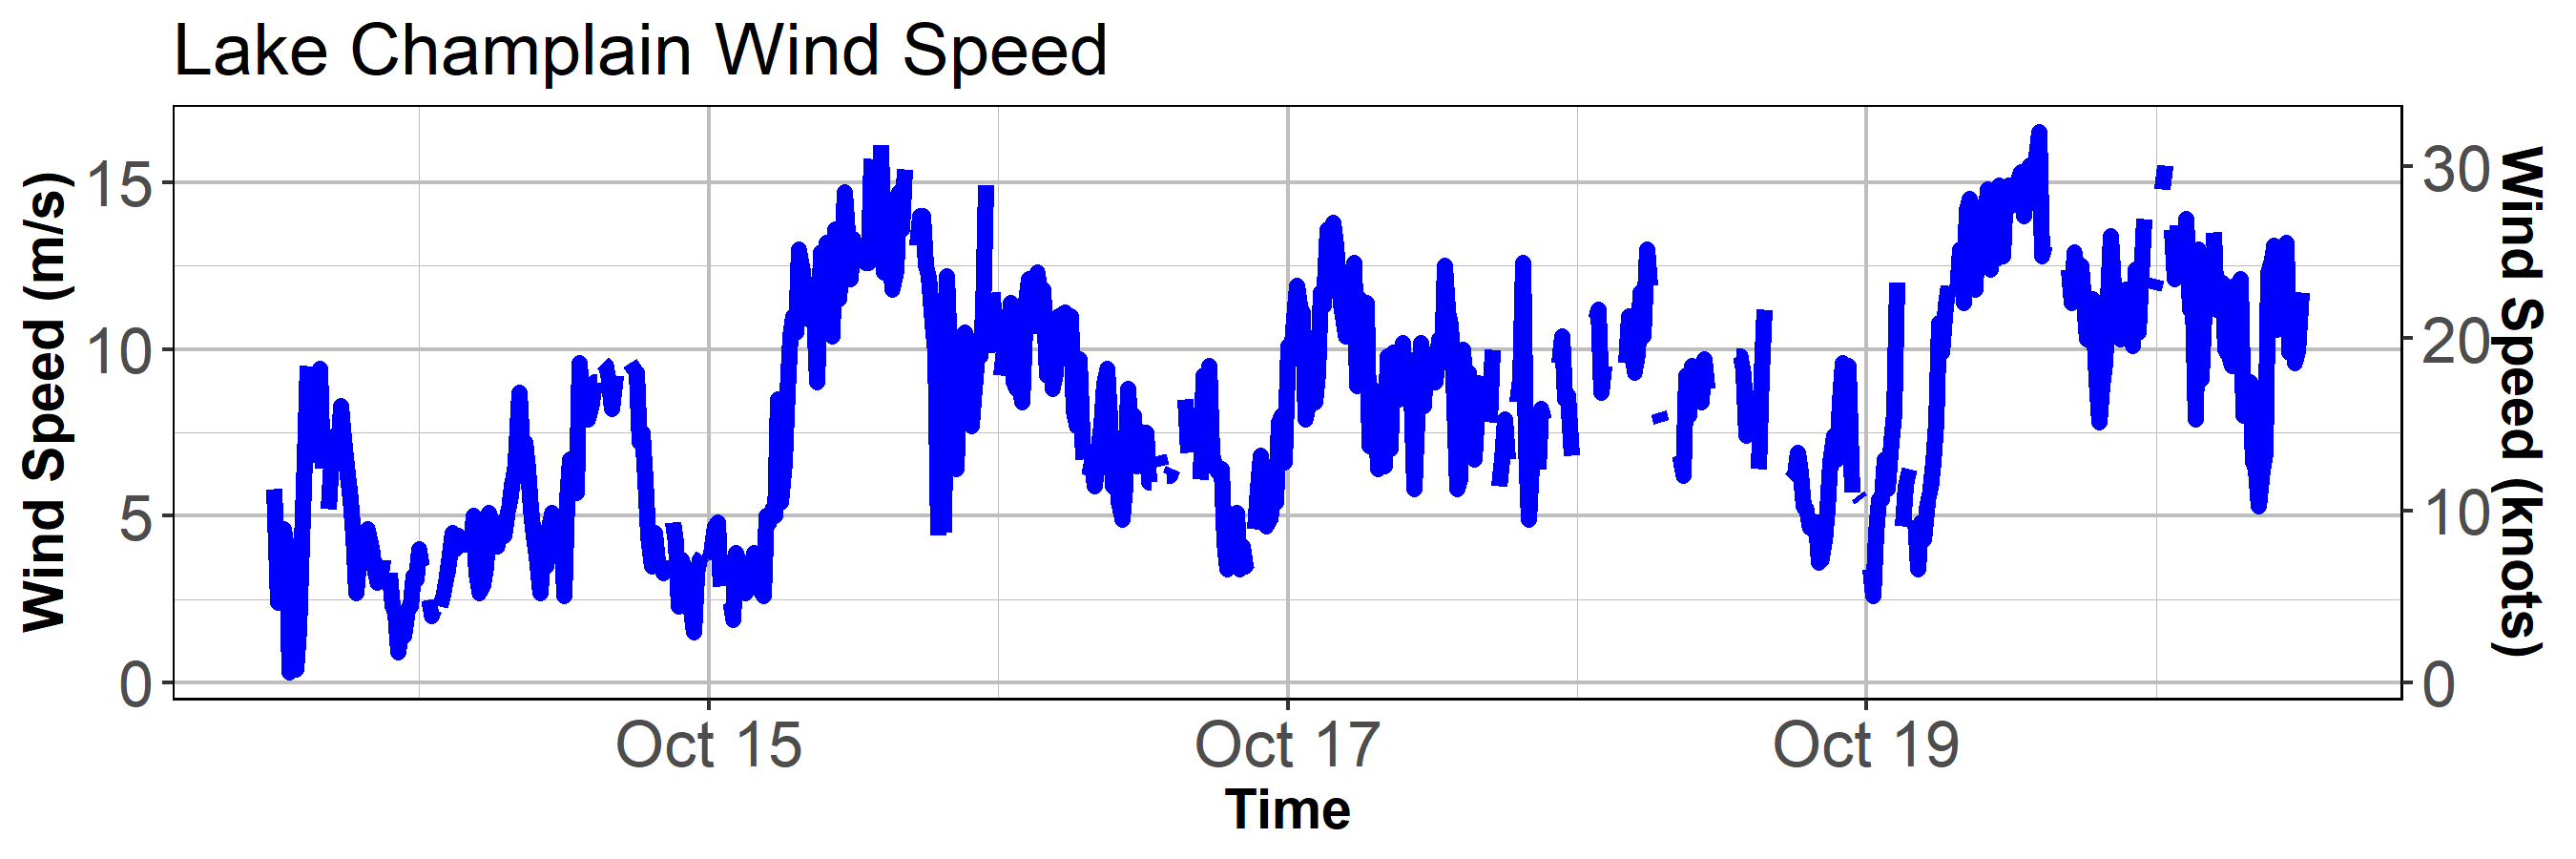 Lake Champlain Wind Speed
Wind Speed (m/s)
15
10
5
0
30
20
10
0
Wind Speed (knots)
Oct 15
Oct 17
Oct 19
Time